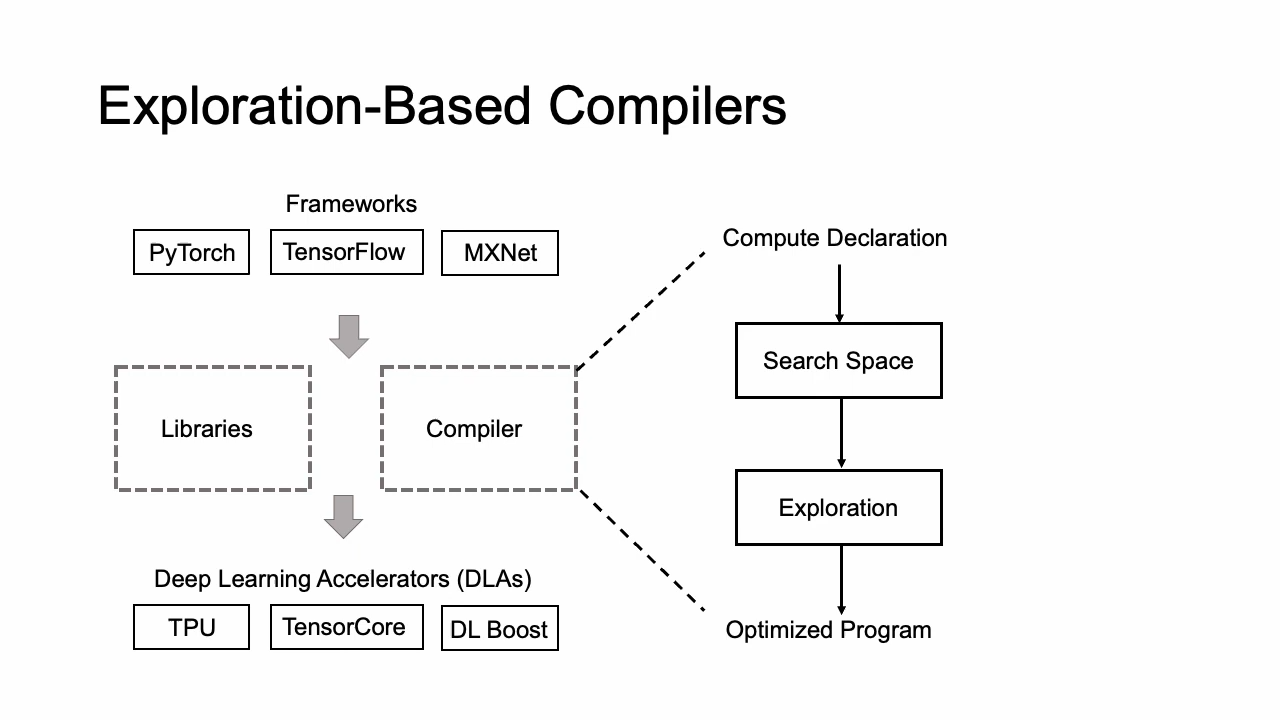 Exploration-Based Compilers
Frameworks
PyTorch
TensorFlow
MXNet
Libraries
Compiler
Deep Learning Accelerators (DLAs)
TPU
TensorCore
DL Boost
Compute Declaration
Search Space
Exploration
Optimized Program